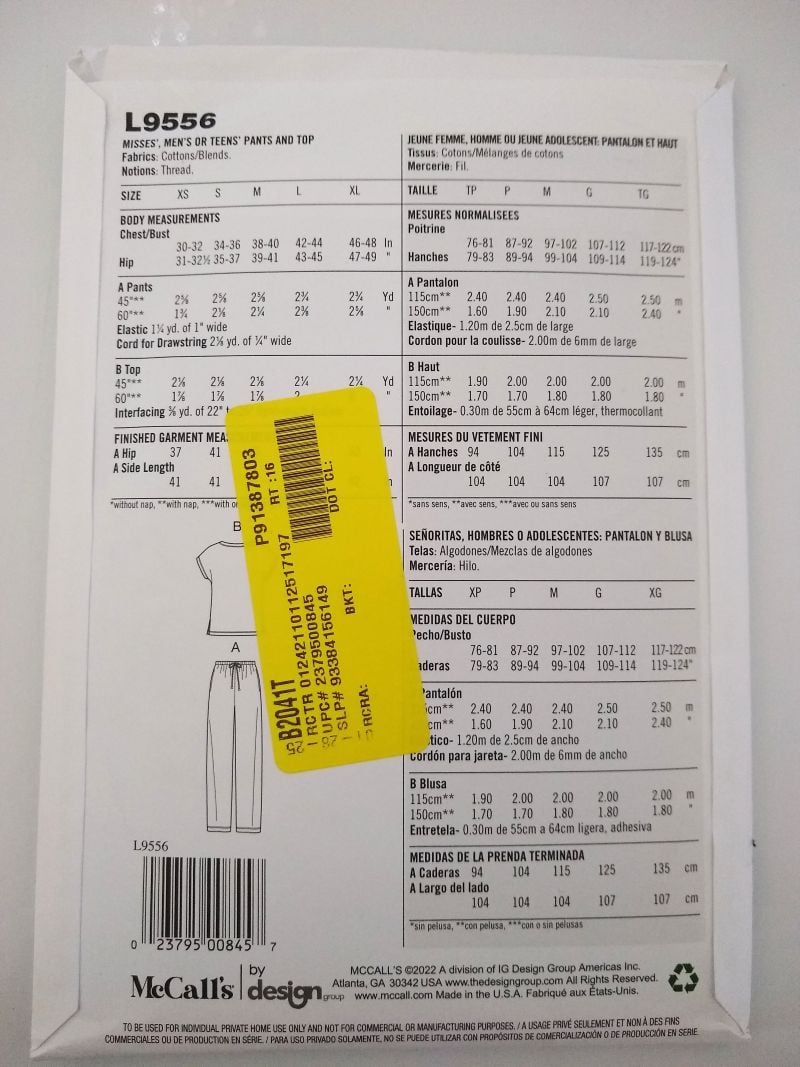 L9556
MISSES', MEN'S OR TEENS' PANTS AND TOP
Fabrics: Cottons/Blends.
Notions: Thread.
SIZE XS S M L XL
BODY MEASUREMENTS
Chest/Bust
30-32 34-36 38-40 42-44 46-48 In
Hip 31-32½ 35-37 39-41 43-45 47-49 "
A Pants
45"** 2⅝ 2⅝ 2⅝ 2¾ 2¾ Yd
60"** 1¾ 2⅛ 2¼ 2⅜ 2⅝ "
Elastic 1¼ yd. of 1" wide
Cord for Drawstring 2⅛ yd. of ¼" wide
B Top
45"** 2⅛ 2⅛ 2⅛ 2¼ 2¼ Yd
60"** 1⅞ 1⅞ 1⅞ "
Interfacing ⅜ yd. of 22"
FINISHED GARMENT
A Hip 37 41 In
A Side Length
41 41
*without nap, **with nap, ***with
B
A
L9556
0 23795 00845 7
JEUNE FEMME, HOMME OU JEUNE ADOLESCENT: PANTALON ET HAUT
Tissus: Cotons/Mélanges de cotons
Mercerie: Fil.
TAILLE TP P M G TG
MESURES NORMALISEES
Poitrine
76-81 87-92 97-102 107-112 117-122 cm
Hanches 79-83 89-94 99-104 109-114 119-124"
A Pantalon
115cm** 2.40 2.40 2.40 2.50 2.50 m
150cm** 1.60 1.90 2.10 2.10 2.40 "
Elastique- 1.20m de 2.5cm de large
Cordon pour la coulisse- 2.00m de 6mm de large
B Haut
115cm** 1.90 2.00 2.00 2.00 2.00 m
150cm** 1.70 1.70 1.80 1.80 1.80 "
Entoilage- 0.30m de 55cm à 64cm léger, thermocollant
MESURES DU VETEMENT FINI
A Hanches 94 104 115 125 135 cm
A Longueur de côté
104 104 104 107 107 cm
*sans sens, **avec sens, ***avec ou sans sens
SEÑORITAS, HOMBRES O ADOLESCENTES: PANTALON Y BLUSA
Telas: Algodones/Mezclas de algodones
Mercería: Hilo.
TALLAS XP P M G XG
MEDIDAS DEL CUERPO
Pecho/Busto
76-81 87-92 97-102 107-112 117-122 cm
aderas 79-83 89-94 99-104 109-114 119-124"
Pantalón
cm** 2.40 2.40 2.40 2.50 2.50 m
cm** 1.60 1.90 2.10 2.10 2.40 "
tico- 1.20m de 2.5cm de ancho
Cordón para jareta- 2.00m de 6mm de ancho
B Blusa
115cm** 1.90 2.00 2.00 2.00 2.00 m
150cm** 1.70 1.70 1.80 1.80 1.80 "
Entretela- 0.30m de 55cm a 64cm ligera, adhesiva
MEDIDAS DE LA PRENDA TERMINADA
A Caderas 94 104 115 125 135 cm
A Largo del lado
104 104 104 107 107 cm
*sin pelusa, **con pelusa, ***con o sin pelusas
P91387803
RT :16
DOT CL:
B2041T
RCTR 012421101112517197
UPC# 2379500845
SLP# 93384156149
BKT:
RCRA:
McCall's by design group
MCCALL'S ©2022 A division of IG Design Group Americas Inc.
Atlanta, GA 30342 USA www.thedesigngroup.com All Rights Reserved.
www.mccall.com Made in the U.S.A. Fabriqué aux États-Unis.
TO BE USED FOR INDIVIDUAL PRIVATE HOME USE ONLY AND NOT FOR COMMERCIAL OR MANUFACTURING PURPOSES. / A USAGE PRIVÉ SEULEMENT ET NON À DES FINS
COMMERCIALES OU DE PRODUCTION EN SÉRIE. / PARA USO PRIVADO SOLAMENTE, NO SE PUEDE UTILIZAR CON PROPÓSITOS DE COMERCIALIZACIÓN O DE PRODUCCIÓN EN SERIE.